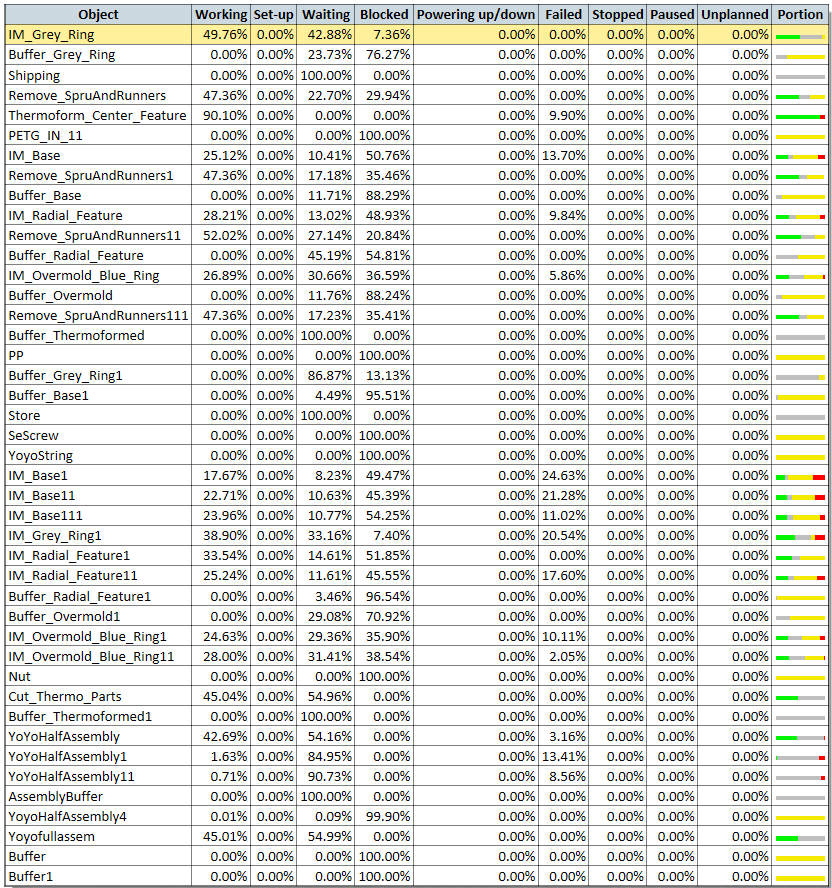 Object Working Set-up Waiting Blocked Powering up/down Failed Stopped Paused Unplanned Portion
IM_Grey_Ring 49.76% 0.00% 42.88% 7.36% 0.00% 0.00% 0.00% 0.00% 0.00%
Buffer_Grey_Ring 0.00% 0.00% 23.73% 76.27% 0.00% 0.00% 0.00% 0.00% 0.00%
Shipping 0.00% 0.00% 100.00% 0.00% 0.00% 0.00% 0.00% 0.00% 0.00%
Remove_SpruAndRunners 47.36% 0.00% 22.70% 29.94% 0.00% 0.00% 0.00% 0.00% 0.00%
Thermoform_Center_Feature 90.10% 0.00% 0.00% 0.00% 0.00% 9.90% 0.00% 0.00% 0.00%
PETG_IN_11 0.00% 0.00% 0.00% 100.00% 0.00% 0.00% 0.00% 0.00% 0.00%
IM_Base 25.12% 0.00% 10.41% 50.76% 0.00% 13.70% 0.00% 0.00% 0.00%
Remove_SpruAndRunners1 47.36% 0.00% 17.18% 35.46% 0.00% 0.00% 0.00% 0.00% 0.00%
Buffer_Base 0.00% 0.00% 11.71% 88.29% 0.00% 0.00% 0.00% 0.00% 0.00%
IM_Radial_Feature 28.21% 0.00% 13.02% 48.93% 0.00% 9.84% 0.00% 0.00% 0.00%
Remove_SpruAndRunners11 52.02% 0.00% 27.14% 20.84% 0.00% 0.00% 0.00% 0.00% 0.00%
Buffer_Radial_Feature 0.00% 0.00% 45.19% 54.81% 0.00% 0.00% 0.00% 0.00% 0.00%
IM_Overmold_Blue_Ring 26.89% 0.00% 30.66% 36.59% 0.00% 5.86% 0.00% 0.00% 0.00%
Buffer_Overmold 0.00% 0.00% 11.76% 88.24% 0.00% 0.00% 0.00% 0.00% 0.00%
Remove_SpruAndRunners111 47.36% 0.00% 17.23% 35.41% 0.00% 0.00% 0.00% 0.00% 0.00%
Buffer_Thermoformed 0.00% 0.00% 100.00% 0.00% 0.00% 0.00% 0.00% 0.00% 0.00%
PP 0.00% 0.00% 0.00% 100.00% 0.00% 0.00% 0.00% 0.00% 0.00%
Buffer_Grey_Ring1 0.00% 0.00% 86.87% 13.13% 0.00% 0.00% 0.00% 0.00% 0.00%
Buffer_Base1 0.00% 0.00% 4.49% 95.51% 0.00% 0.00% 0.00% 0.00% 0.00%
Store 0.00% 0.00% 100.00% 0.00% 0.00% 0.00% 0.00% 0.00% 0.00%
SeScrew 0.00% 0.00% 0.00% 100.00% 0.00% 0.00% 0.00% 0.00% 0.00%
YoyoString 0.00% 0.00% 0.00% 100.00% 0.00% 0.00% 0.00% 0.00% 0.00%
IM_Base1 17.67% 0.00% 8.23% 49.47% 0.00% 24.63% 0.00% 0.00% 0.00%
IM_Base11 22.71% 0.00% 10.63% 45.39% 0.00% 21.28% 0.00% 0.00% 0.00%
IM_Base111 23.96% 0.00% 10.77% 54.25% 0.00% 11.02% 0.00% 0.00% 0.00%
IM_Grey_Ring1 38.90% 0.00% 33.16% 7.40% 0.00% 20.54% 0.00% 0.00% 0.00%
IM_Radial_Feature1 33.54% 0.00% 14.61% 51.85% 0.00% 0.00% 0.00% 0.00% 0.00%
IM_Radial_Feature11 25.24% 0.00% 11.61% 45.55% 0.00% 17.60% 0.00% 0.00% 0.00%
Buffer_Radial_Feature1 0.00% 0.00% 3.46% 96.54% 0.00% 0.00% 0.00% 0.00% 0.00%
Buffer_Overmold1 0.00% 0.00% 29.08% 70.92% 0.00% 0.00% 0.00% 0.00% 0.00%
IM_Overmold_Blue_Ring1 24.63% 0.00% 29.36% 35.90% 0.00% 10.11% 0.00% 0.00% 0.00%
IM_Overmold_Blue_Ring11 28.00% 0.00% 31.41% 38.54% 0.00% 2.05% 0.00% 0.00% 0.00%
Nut 0.00% 0.00% 0.00% 100.00% 0.00% 0.00% 0.00% 0.00% 0.00%
Cut_Thermo_Parts 45.04% 0.00% 54.96% 0.00% 0.00% 0.00% 0.00% 0.00% 0.00%
Buffer_Thermoformed1 0.00% 0.00% 100.00% 0.00% 0.00% 0.00% 0.00% 0.00% 0.00%
YoYoHalfAssembly 42.69% 0.00% 54.16% 0.00% 0.00% 3.16% 0.00% 0.00% 0.00%
YoYoHalfAssembly1 1.63% 0.00% 84.95% 0.00% 0.00% 13.41% 0.00% 0.00% 0.00%
YoYoHalfAssembly11 0.71% 0.00% 90.73% 0.00% 0.00% 8.56% 0.00% 0.00% 0.00%
AssemblyBuffer 0.00% 0.00% 100.00% 0.00% 0.00% 0.00% 0.00% 0.00% 0.00%
YoyoHalfAssembly4 0.01% 0.00% 0.09% 99.90% 0.00% 0.00% 0.00% 0.00% 0.00%
Yoyofullassem 45.01% 0.00% 54.99% 0.00% 0.00% 0.00% 0.00% 0.00% 0.00%
Buffer 0.00% 0.00% 0.00% 100.00% 0.00% 0.00% 0.00% 0.00% 0.00%
Buffer1 0.00% 0.00% 0.00% 100.00% 0.00% 0.00% 0.00% 0.00% 0.00%